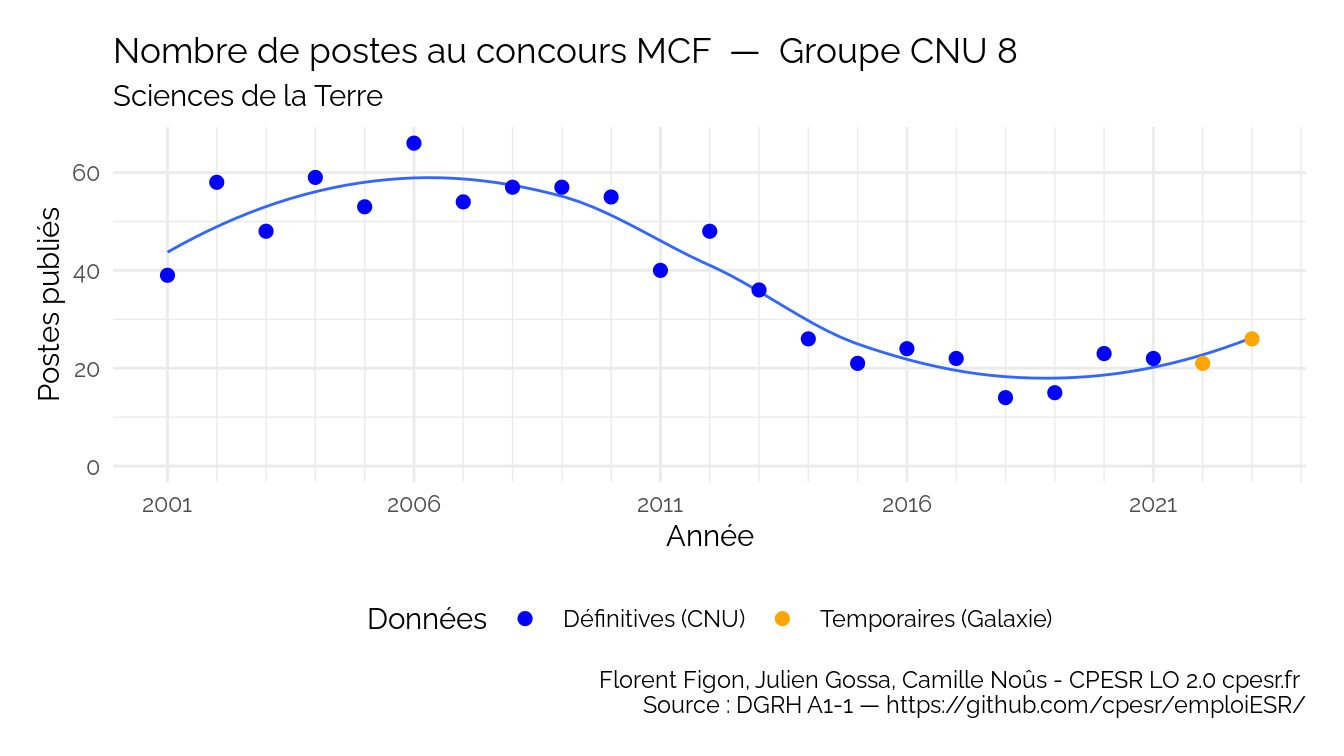 Nombre de postes au concours MCF — Groupe CNU 8
Sciences de la Terre
Postes publiés
60
40
20
0
2001 2006 2011 2016 2021
Année
Données Définitives (CNU) Temporaires (Galaxie)
Florent Figon, Julien Gossa, Camille Noûs - CPESR LO 2.0 cpesr.fr
Source : DGRH A1-1 — https://github.com/cpesr/emploiESR/